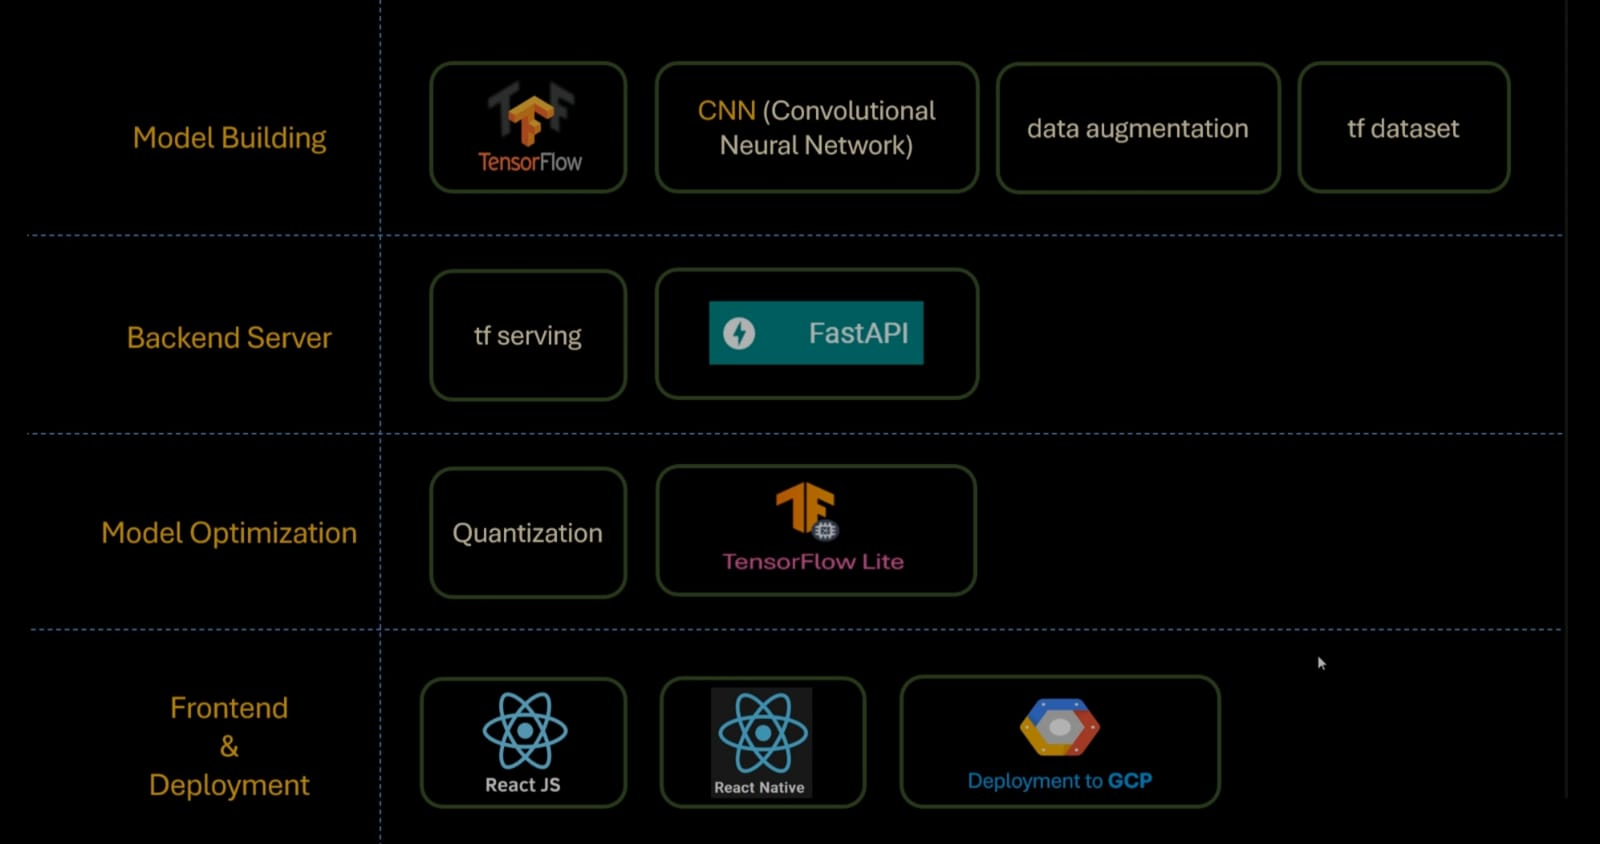 Model Building
TensorFlow
CNN (Convolutional
Neural Network)
data augmentation
tf dataset
Backend Server
tf serving
FastAPI
Model Optimization
Quantization
TensorFlow Lite
Frontend
&
Deployment
React JS
React Native
Deployment to GCP